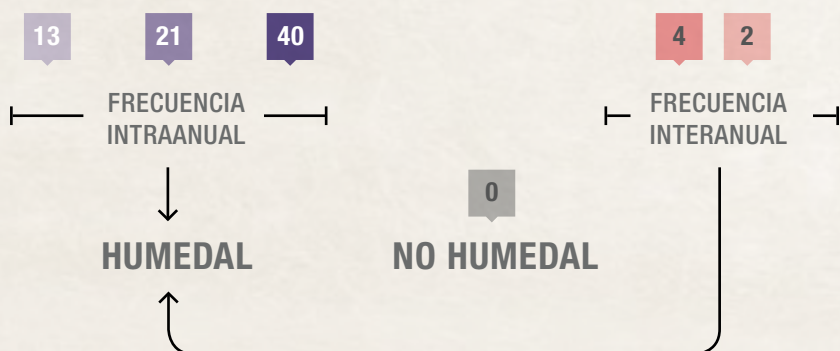 13 21 40 4 2
FRECUENCIA
INTRAANUAL
FRECUENCIA
INTERANUAL
0
HUMEDAL NO HUMEDAL